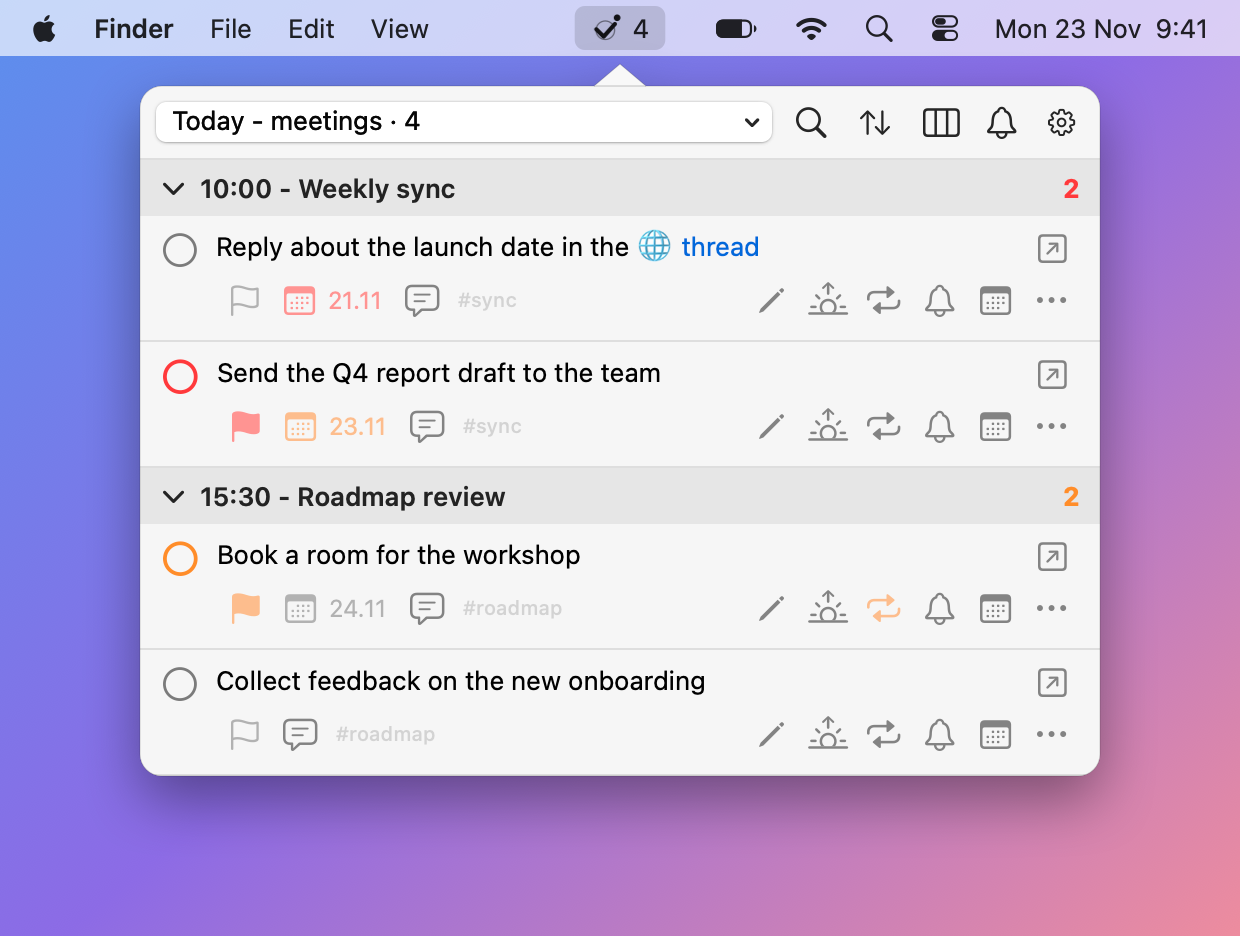 Finder File Edit View 4 Mon 23 Nov 9:41
Today - meetings · 4
10:00 - Weekly sync 2
Reply about the launch date in the thread
21.11 #sync
Send the Q4 report draft to the team
23.11 #sync
15:30 - Roadmap review 2
Book a room for the workshop
24.11 #roadmap
Collect feedback on the new onboarding
#roadmap